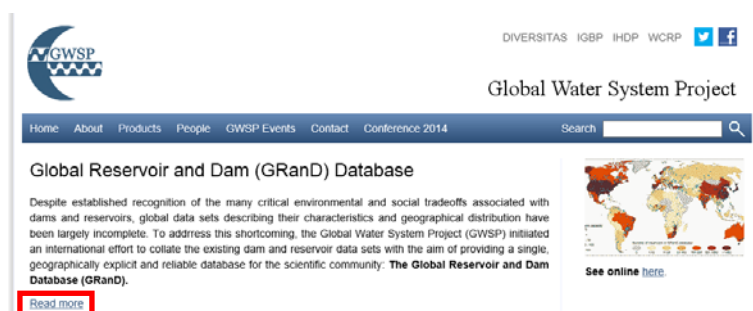 DIVERSITAS IGBP IHDP WCRP
GWSP
Global Water System Project
Home About Products People GWSP Events Contact Conference 2014 Search
Global Reservoir and Dam (GRanD) Database
Despite established recognition of the many critical environmental and social tradeoffs associated with
dams and reservoirs, global data sets describing their characteristics and geographical distribution have
been largely incomplete. To addrress this shortcoming, the Global Water System Project (GWSP) initiiated
an international effort to collate the existing dam and reservoir data sets with the aim of providing a single,
geographically explicit and reliable database for the scientific community: The Global Reservoir and Dam
Database (GRanD).
Read more
See online here.